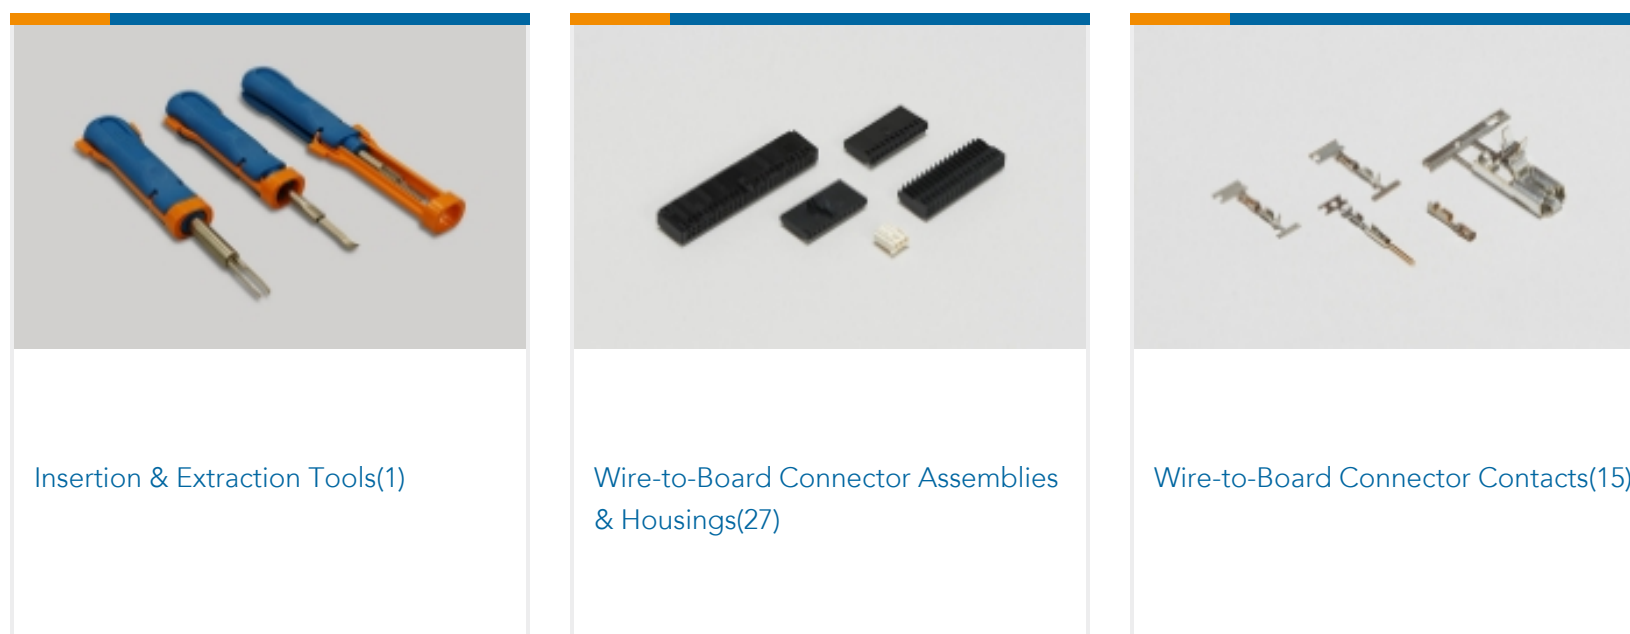 Insertion & Extraction Tools(1)
Wire-to-Board Connector Assemblies
& Housings(27)
Wire-to-Board Connector Contacts(15)